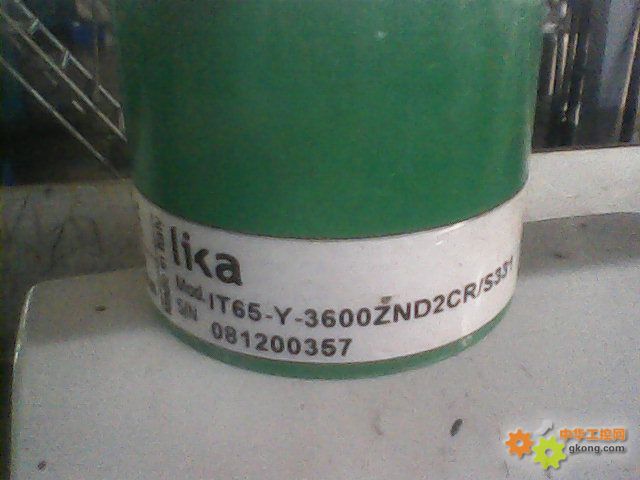 lika
Mod. IT65-Y-3600ZND2CR/S331
S/N 081200357
中华工控网
gkong.com